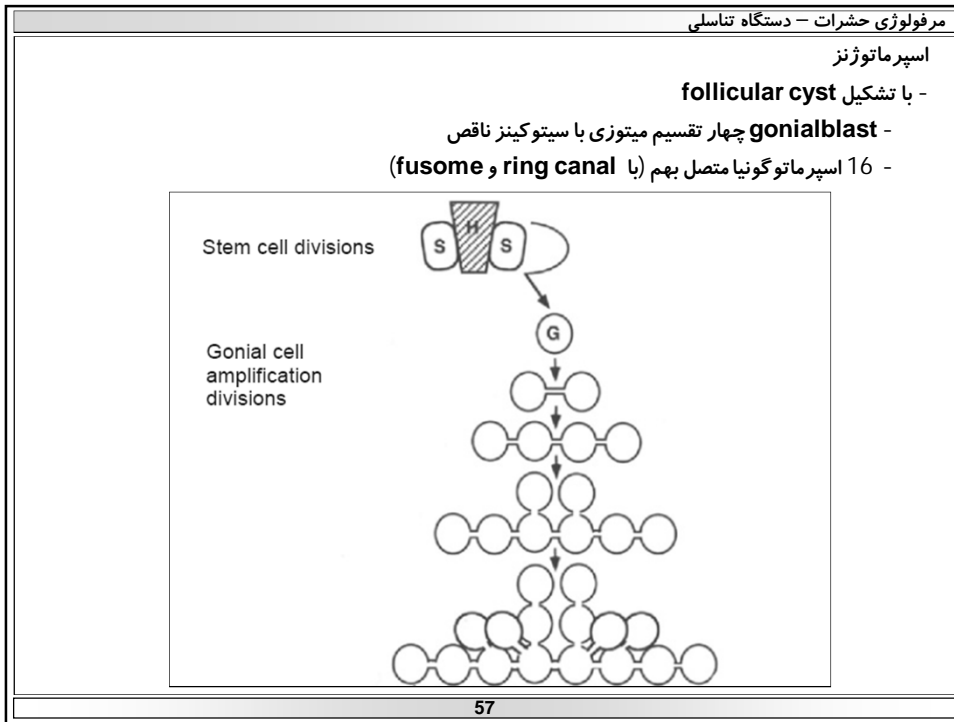 مرفولوژی حشرات – دستگاه تناسلی
اسپرماتوژنز
- با تشکیل follicular cyst
- gonialblast چهار تقسیم میتوزی با سیتوکینز ناقص
- 16 اسپرماتوگونیا متصل بهم (با ring canal و fusome)
Stem cell divisions
S H S
G
Gonial cell
amplification
divisions
57